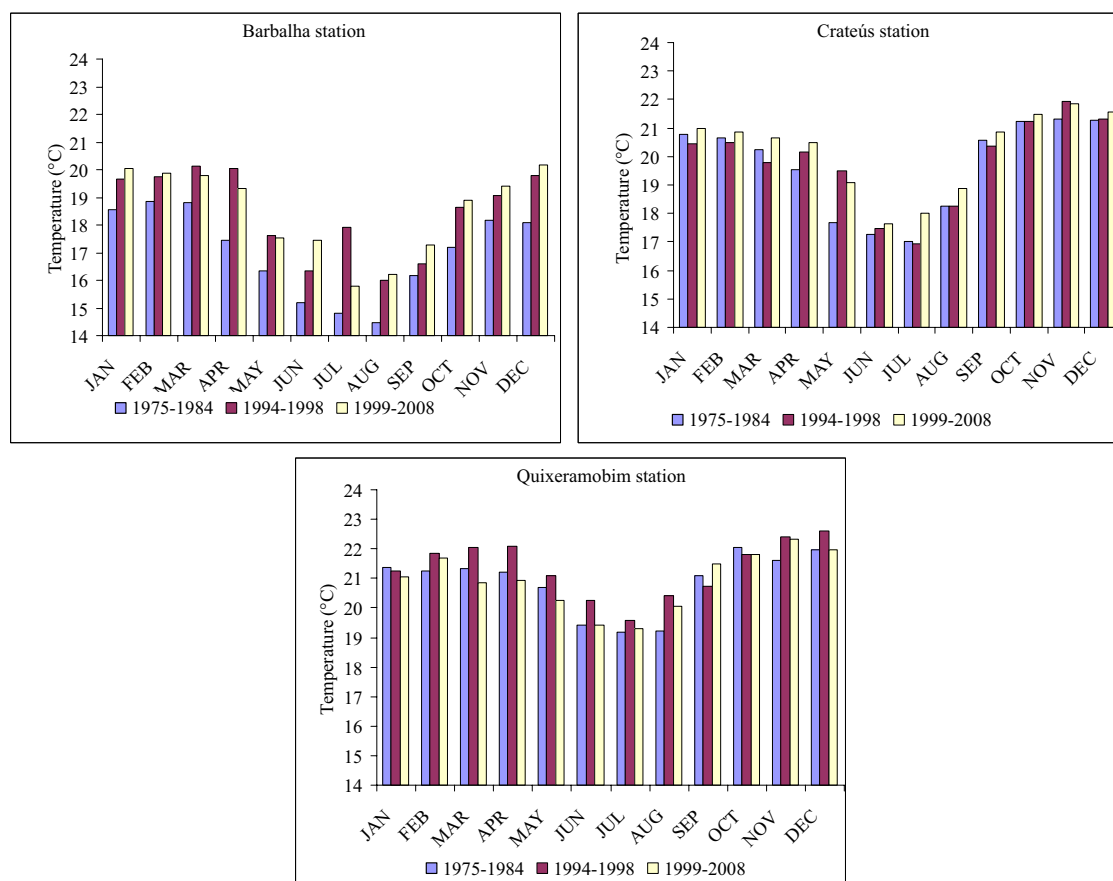 Barbalha station
Temperature (°C)
24
23
22
21
20
19
18
17
16
15
14
JAN FEB MAR APR MAY JUN JUL AUG SEP OCT NOV DEC
1975-1984 1994-1998 1999-2008
Crateús station
Temperature (°C)
24
23
22
21
20
19
18
17
16
15
14
JAN FEB MAR APR MAY JUN JUL AUG SEP OCT NOV DEC
1975-1984 1994-1998 1999-2008
Quixeramobim station
Temperature (°C)
24
23
22
21
20
19
18
17
16
15
14
JAN FEB MAR APR MAY JUN JUL AUG SEP OCT NOV DEC
1975-1984 1994-1998 1999-2008